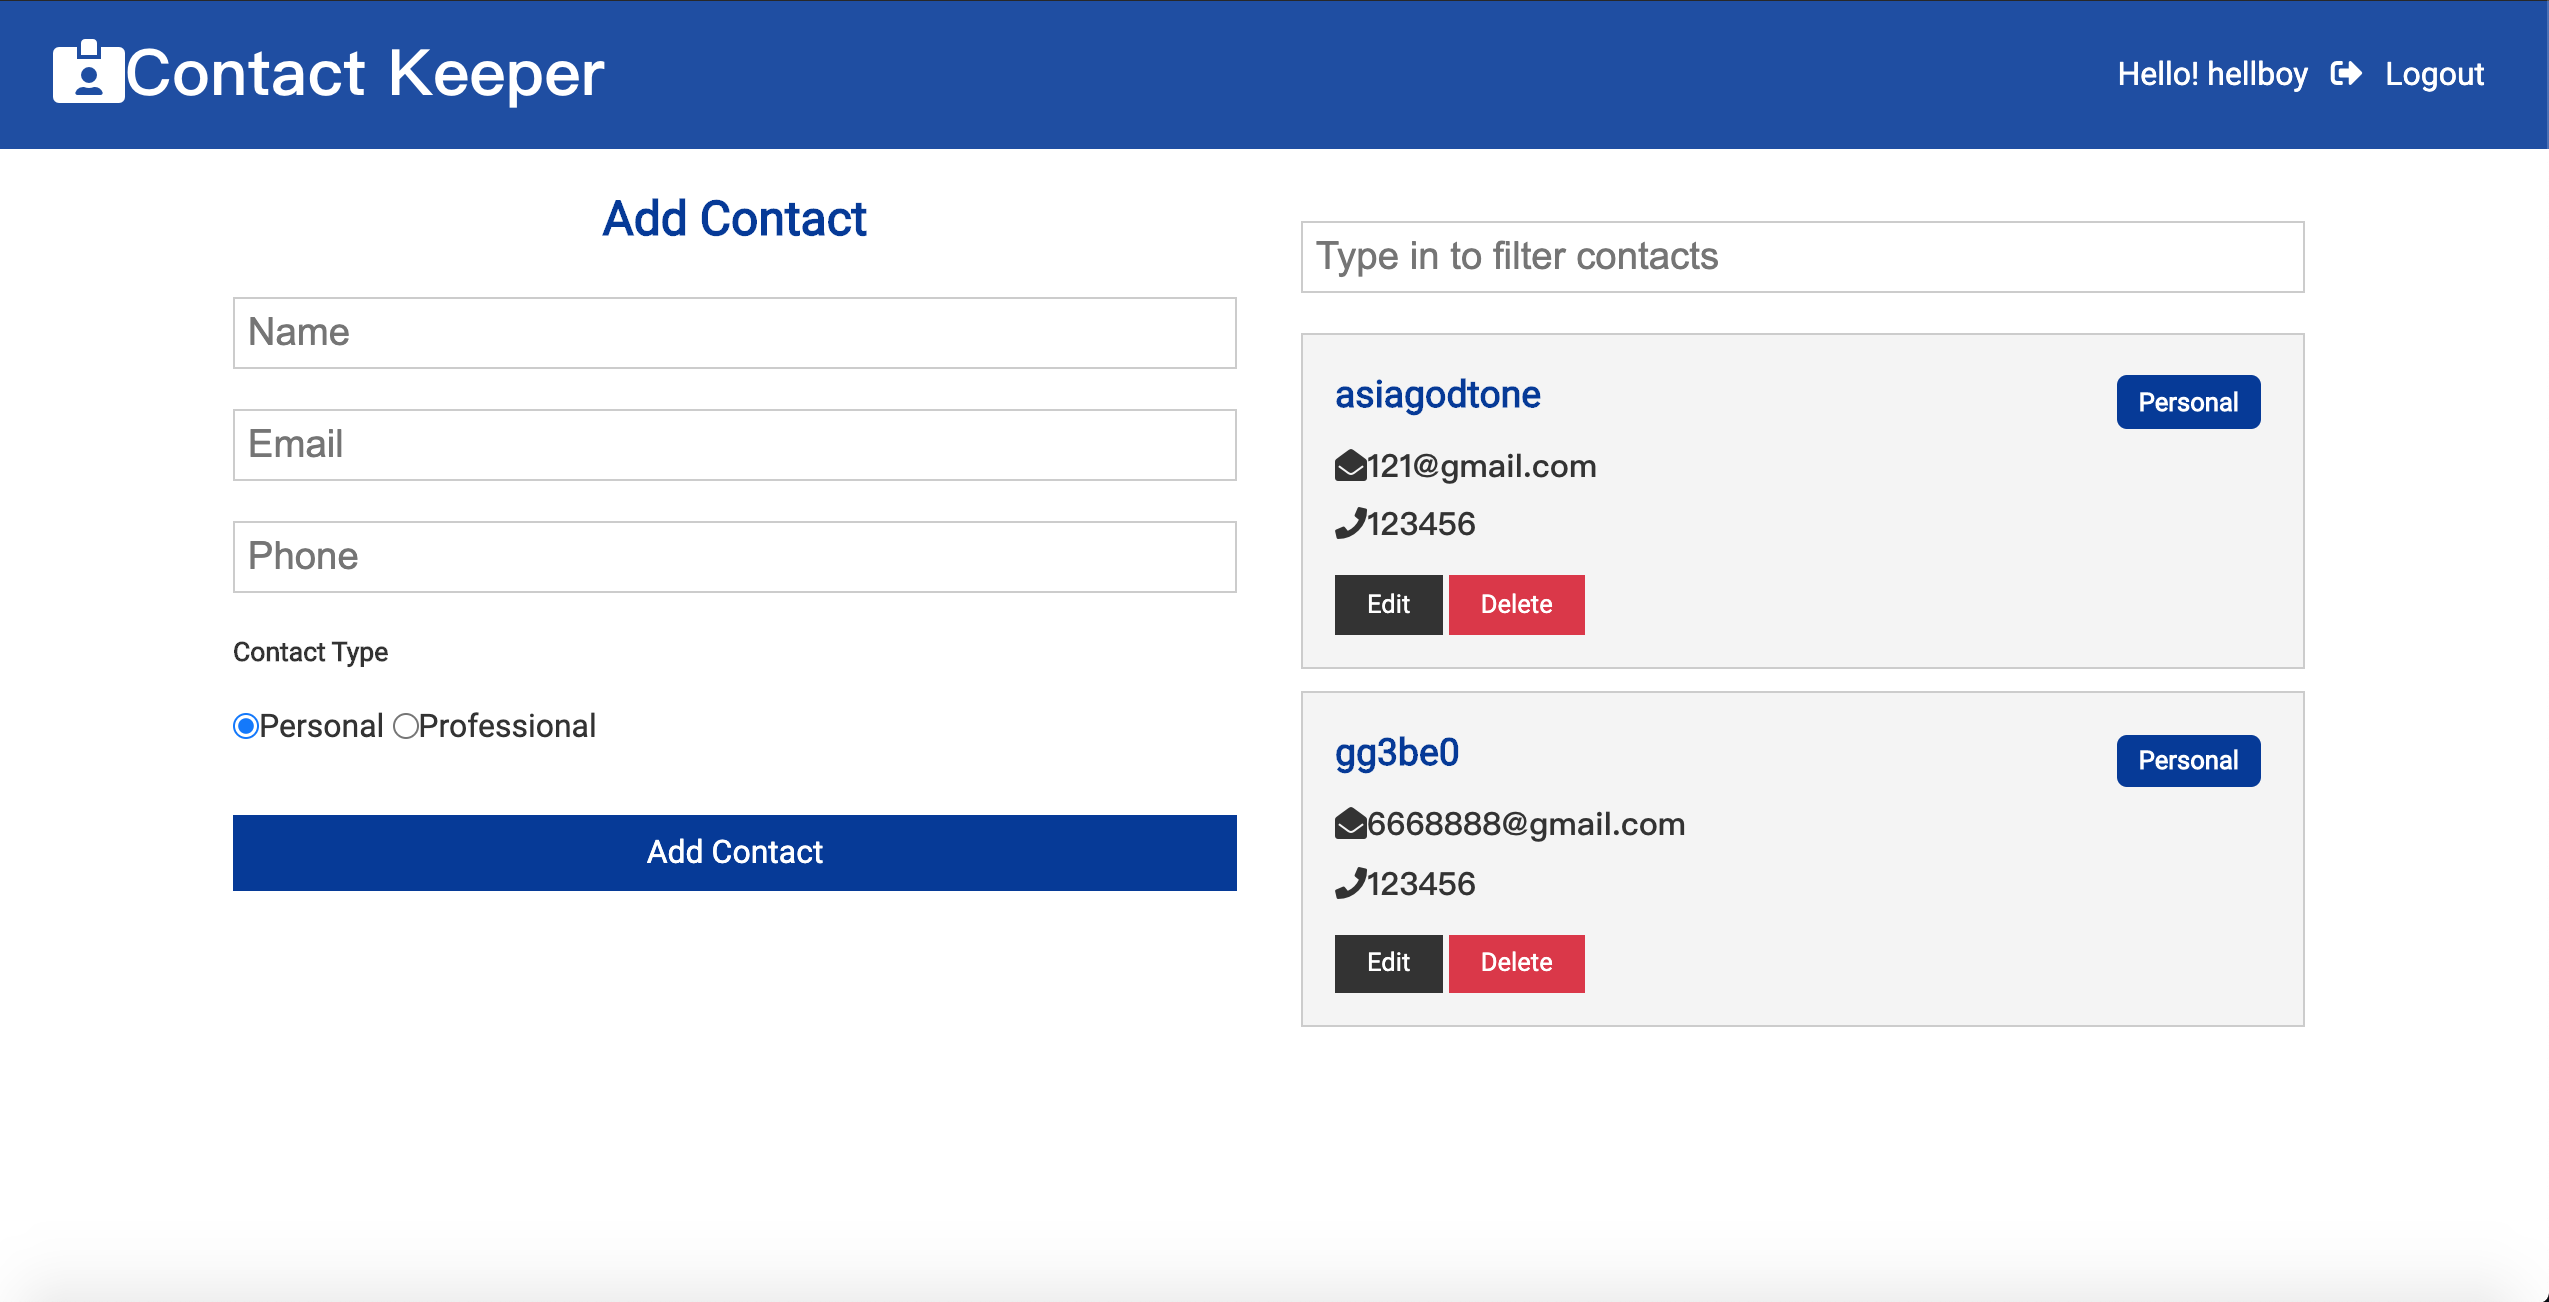 Contact Keeper
Hello! hellboy Logout
Add Contact
Name
Email
Phone
Contact Type
Personal Professional
Add Contact
Type in to filter contacts
asiagodtone
Personal
121@gmail.com
123456
Edit Delete
gg3be0
Personal
6668888@gmail.com
123456
Edit Delete